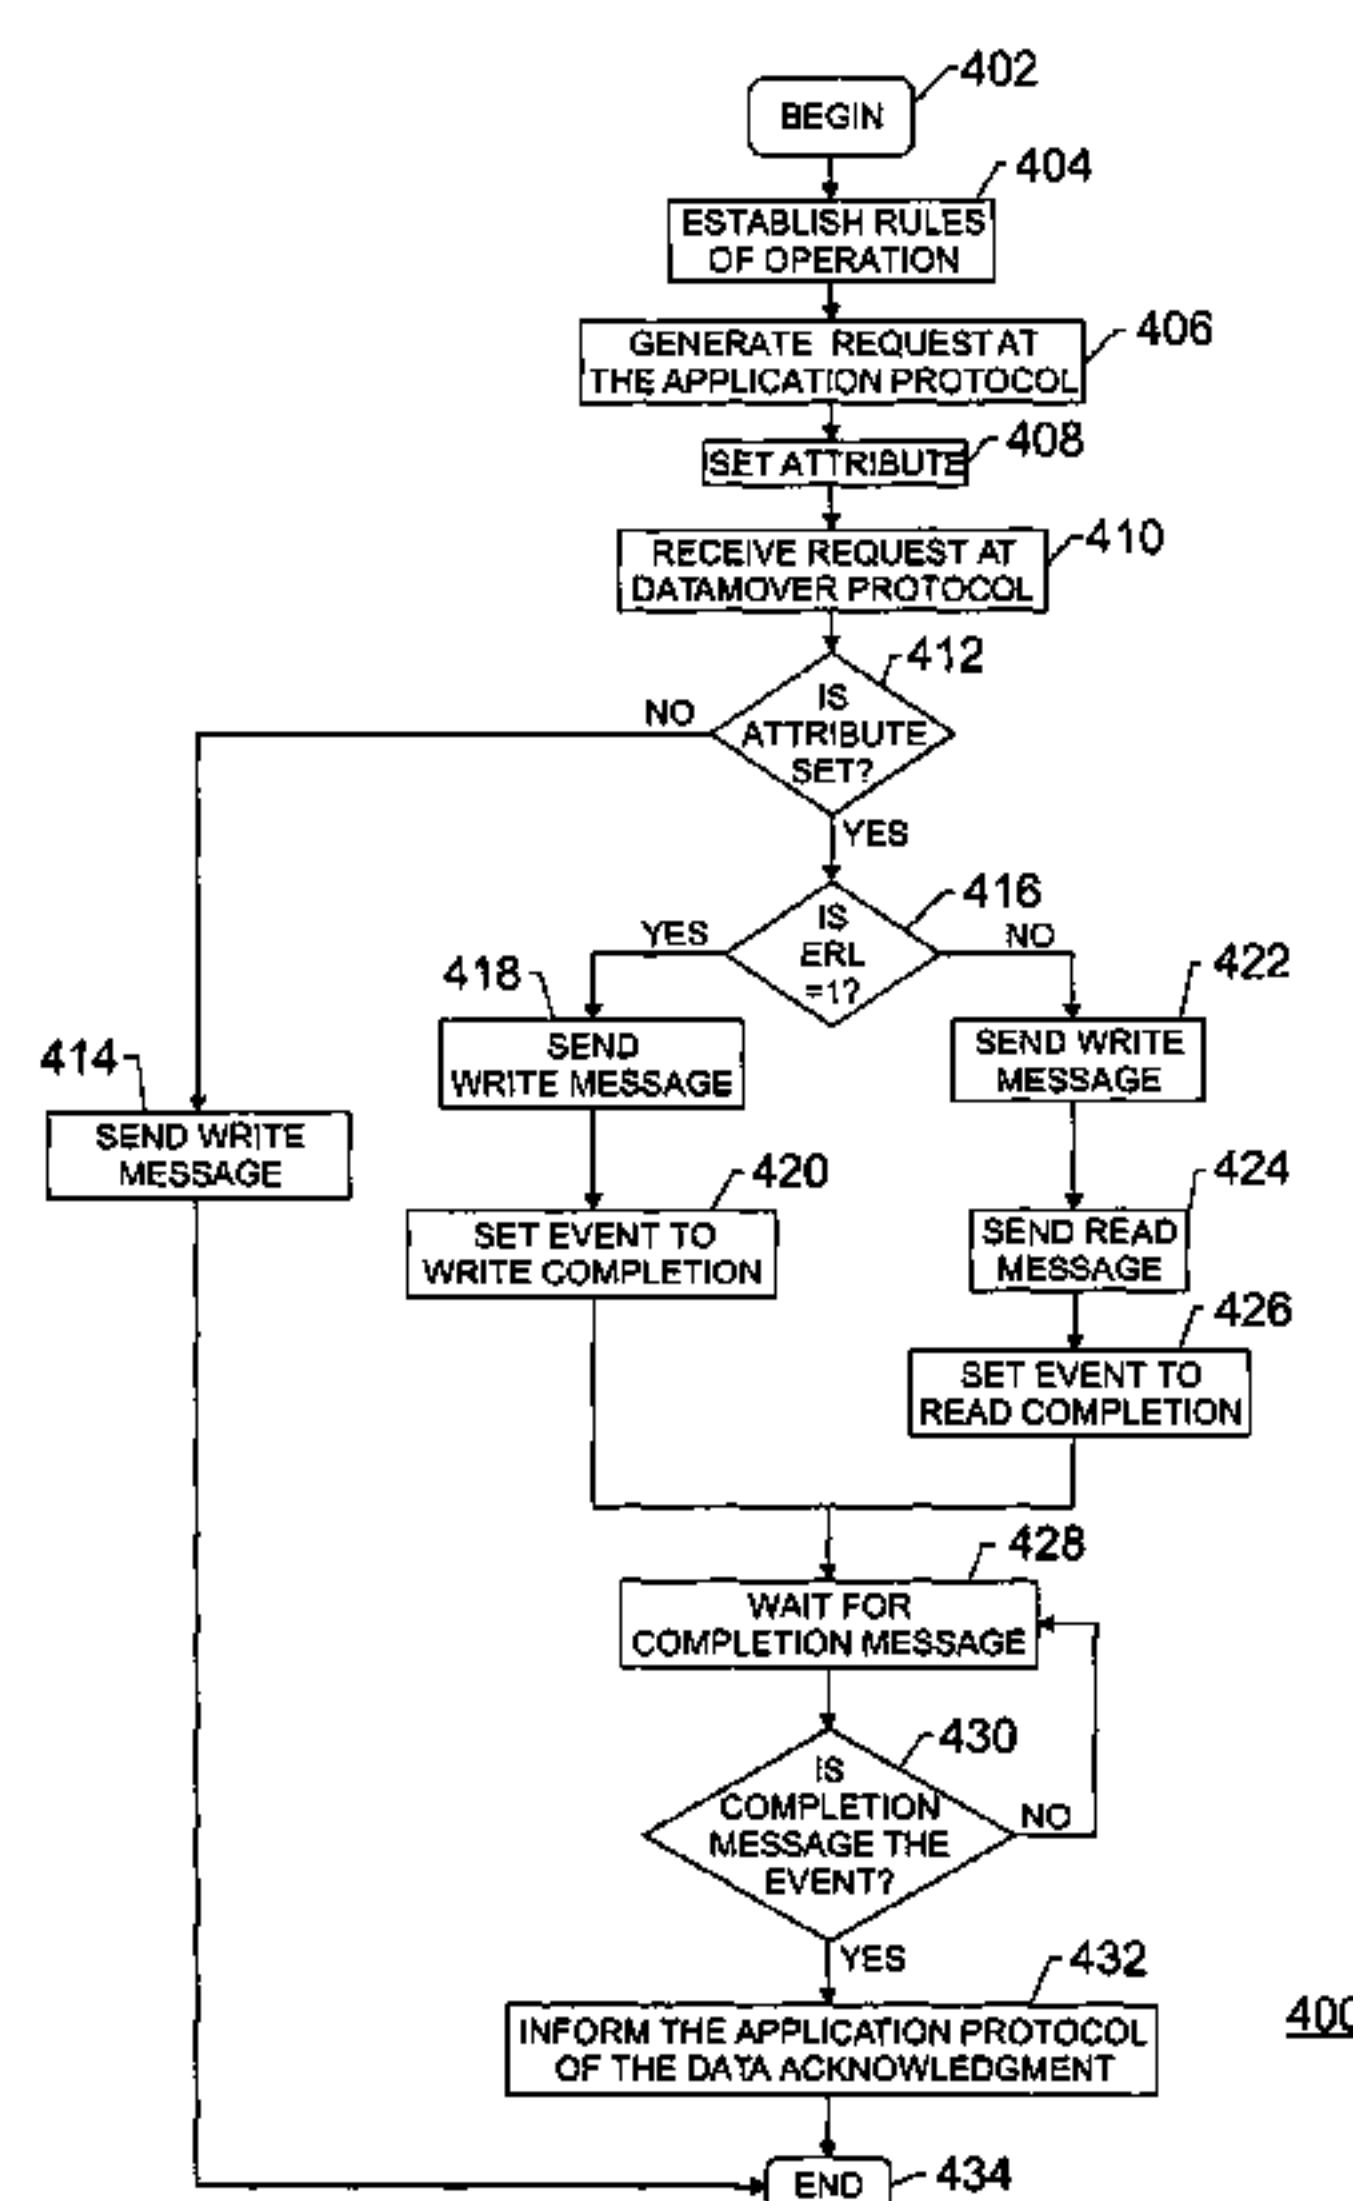 402
BEGIN
404
ESTABLISH RULES
OF OPERATION
406
GENERATE REQUEST AT
THE APPLICATION PROTOCOL
408
SET ATTRIBUTE
410
RECEIVE REQUEST AT
DATAMOVER PROTOCOL
412
IS
ATTRIBUTE
SET?
NO
YES
416
IS
ERL
=1?
YES
NO
418
SEND
WRITE MESSAGE
422
SEND WRITE
MESSAGE
414
SEND WRITE
MESSAGE
420
SET EVENT TO
WRITE COMPLETION
424
SEND READ
MESSAGE
426
SET EVENT TO
READ COMPLETION
428
WAIT FOR
COMPLETION MESSAGE
430
IS
COMPLETION
MESSAGE THE
EVENT?
NO
YES
432
INFORM THE APPLICATION PROTOCOL
OF THE DATA ACKNOWLEDGMENT
400
END
434